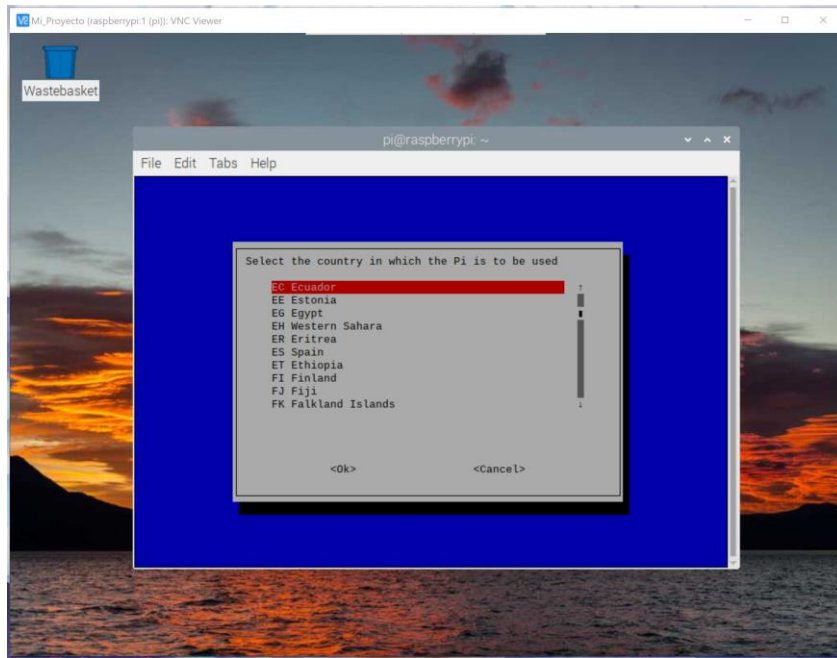 Mi_Proyecto (raspberrypi:1 (pi)): VNC Viewer
Wastebasket
pi@raspberrypi: ~
File Edit Tabs Help
Select the country in which the Pi is to be used
EC Ecuador
EE Estonia
EG Egypt
EH Western Sahara
ER Eritrea
ES Spain
ET Ethiopia
FI Finland
FJ Fiji
FK Falkland Islands
<Ok> <Cancel>